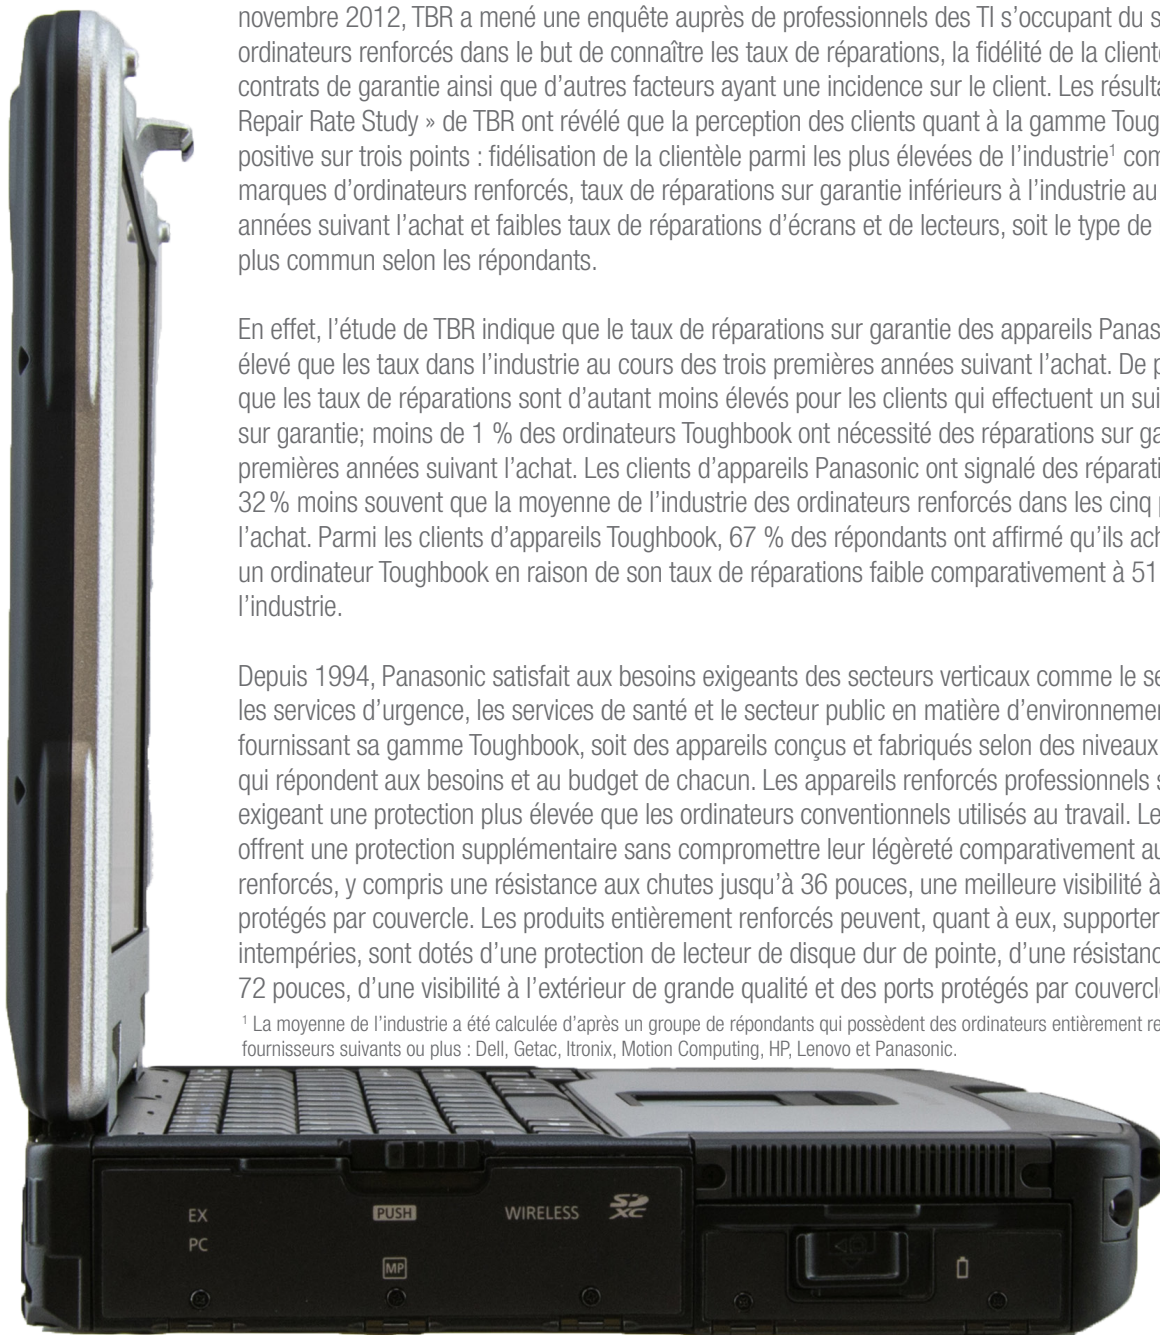 novembre 2012, TBR a mené une enquête auprès de professionnels des TI s’occupant du s
ordinateurs renforcés dans le but de connaître les taux de réparations, la fidélité de la client
contrats de garantie ainsi que d’autres facteurs ayant une incidence sur le client. Les résulta
Repair Rate Study » de TBR ont révélé que la perception des clients quant à la gamme Toug
positive sur trois points : fidélisation de la clientèle parmi les plus élevées de l’industrie¹ com
marques d’ordinateurs renforcés, taux de réparations sur garantie inférieurs à l’industrie au
années suivant l’achat et faibles taux de réparations d’écrans et de lecteurs, soit le type de
plus commun selon les répondants.
En effet, l’étude de TBR indique que le taux de réparations sur garantie des appareils Panas
élevé que les taux dans l’industrie au cours des trois premières années suivant l’achat. De p
que les taux de réparations sont d’autant moins élevés pour les clients qui effectuent un sui
sur garantie; moins de 1 % des ordinateurs Toughbook ont nécessité des réparations sur ga
premières années suivant l’achat. Les clients d’appareils Panasonic ont signalé des réparati
32 % moins souvent que la moyenne de l’industrie des ordinateurs renforcés dans les cinq p
l’achat. Parmi les clients d’appareils Toughbook, 67 % des répondants ont affirmé qu’ils ach
un ordinateur Toughbook en raison de son taux de réparations faible comparativement à 51
l’industrie.
Depuis 1994, Panasonic satisfait aux besoins exigeants des secteurs verticaux comme le se
les services d’urgence, les services de santé et le secteur public en matière d’environnemen
fournissant sa gamme Toughbook, soit des appareils conçus et fabriqués selon des niveaux
qui répondent aux besoins et au budget de chacun. Les appareils renforcés professionnels s
exigeant une protection plus élevée que les ordinateurs conventionnels utilisés au travail. Le
offrent une protection supplémentaire sans compromettre leur légèreté comparativement au
renforcés, y compris une résistance aux chutes jusqu’à 36 pouces, une meilleure visibilité à
protégés par couvercle. Les produits entièrement renforcés peuvent, quant à eux, supporter
intempéries, sont dotés d’une protection de lecteur de disque dur de pointe, d’une résistanc
72 pouces, d’une visibilité à l’extérieur de grande qualité et des ports protégés par couvercl
¹ La moyenne de l’industrie a été calculée d’après un groupe de répondants qui possèdent des ordinateurs entièrement re
fournisseurs suivants ou plus : Dell, Getac, Itronix, Motion Computing, HP, Lenovo et Panasonic.
EX
PC
PUSH
MP
WIRELESS
SD
XC